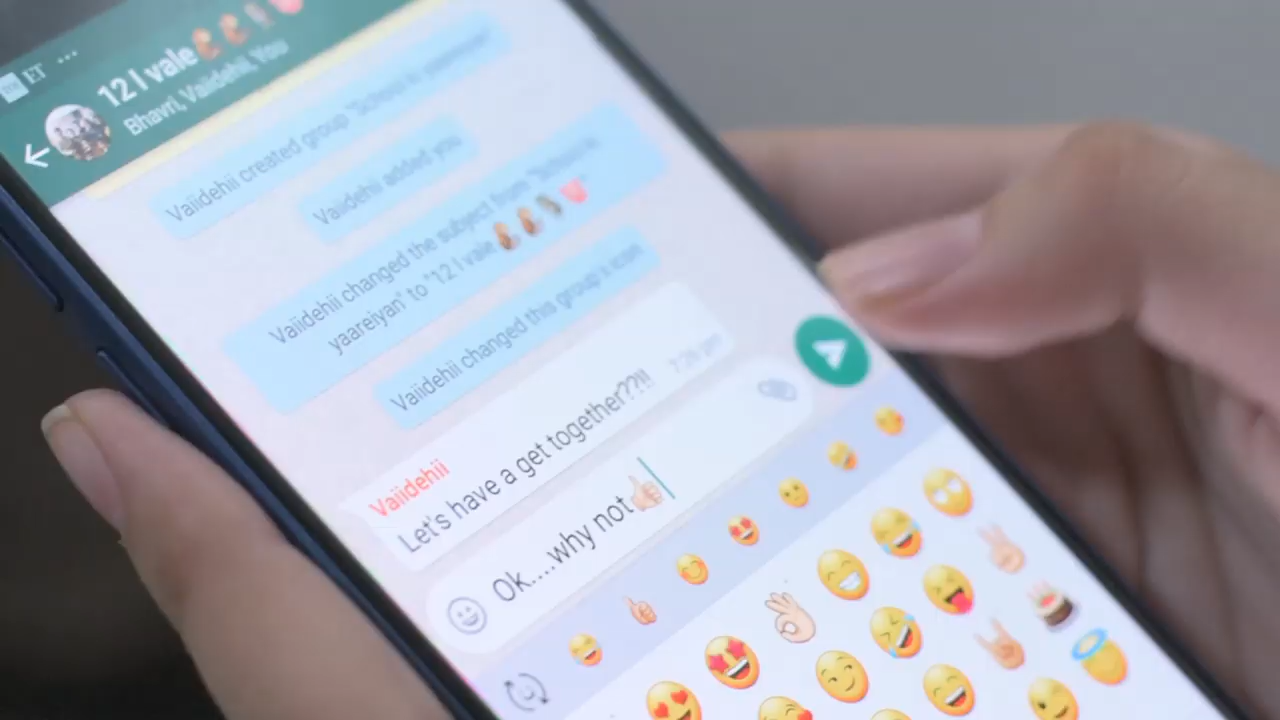 ET ...
12 I vale
Bhavri, Vaiidehii, You
Vaiidehii created group "School ki
Vaiidehii added you
Vaiidehii changed the subject from "School ki
yaareiyan" to "12 I vale
Vaiidehii changed this group's icon
Vaiidehii
Let's have a get together??!!
7:26 pm
Ok....why not👍🏻